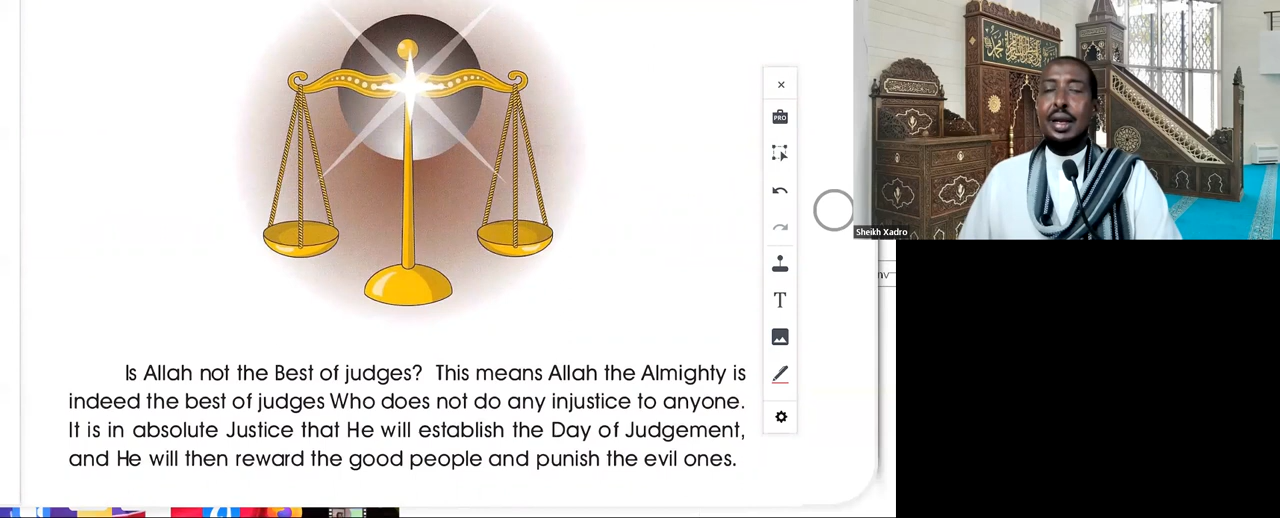 Is Allah not the Best of judges? This means Allah the Almighty is
indeed the best of judges Who does not do any injustice to anyone.
It is in absolute Justice that He will establish the Day of Judgement,
and He will then reward the good people and punish the evil ones.
PRO
T
Sheikh Xadro